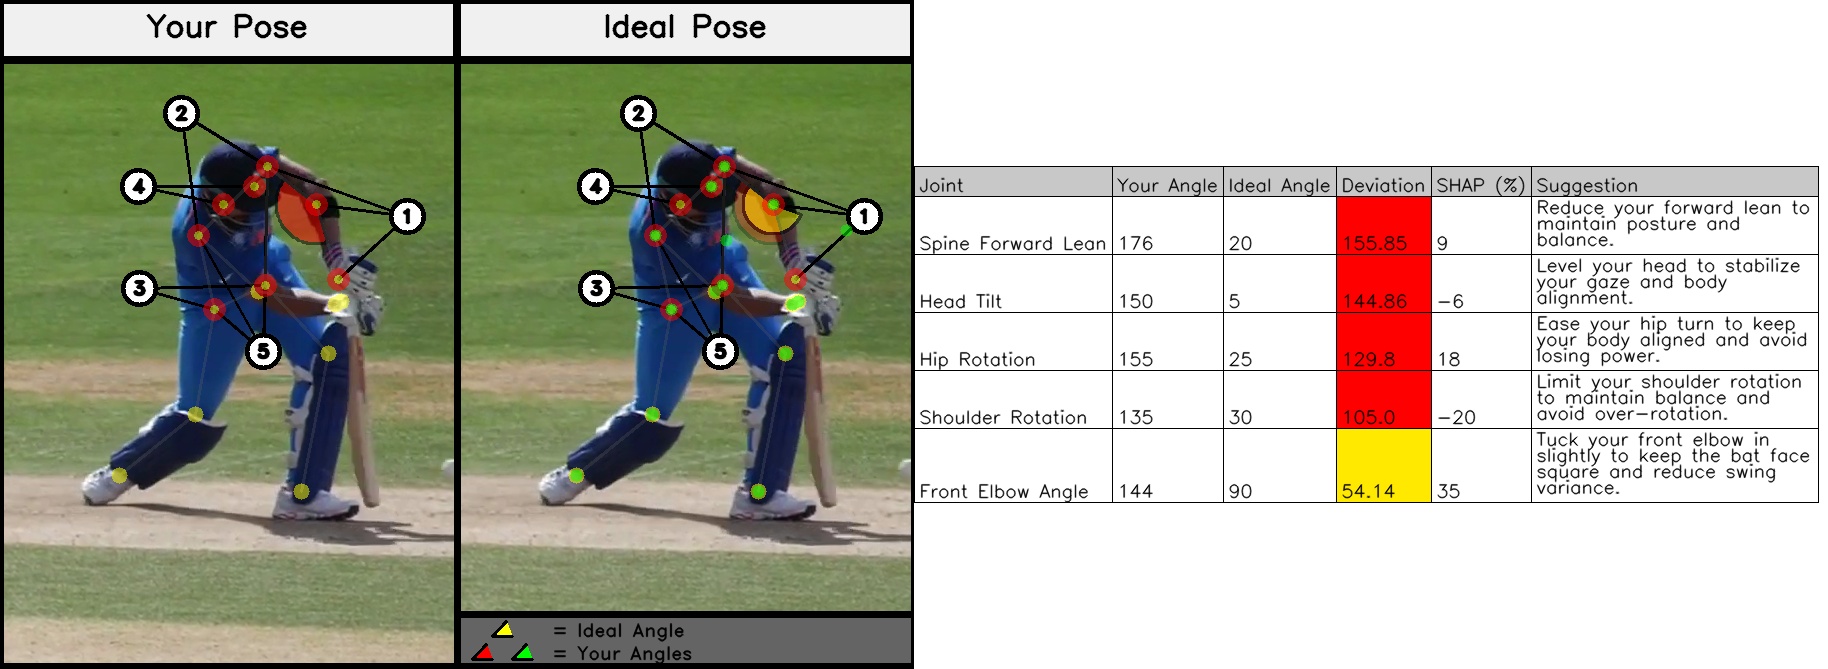 Your Pose
Ideal Pose
2
4
1
3
5
2
4
1
3
5
= Ideal Angle
= Your Angles
Joint Your Angle Ideal Angle Deviation SHAP (%) Suggestion
Spine Forward Lean 176 20 155.85 9 Reduce your forward lean to
maintain posture and
balance.
Head Tilt 150 5 144.86 -6 Level your head to stabilize
your gaze and body
alignment.
Hip Rotation 155 25 129.8 18 Ease your hip turn to keep
your body aligned and avoid
losing power.
Shoulder Rotation 135 30 105.0 -20 Limit your shoulder rotation
to maintain balance and
avoid over-rotation.
Front Elbow Angle 144 90 54.14 35 Tuck your front elbow in
slightly to keep the bat face
square and reduce swing
variance.